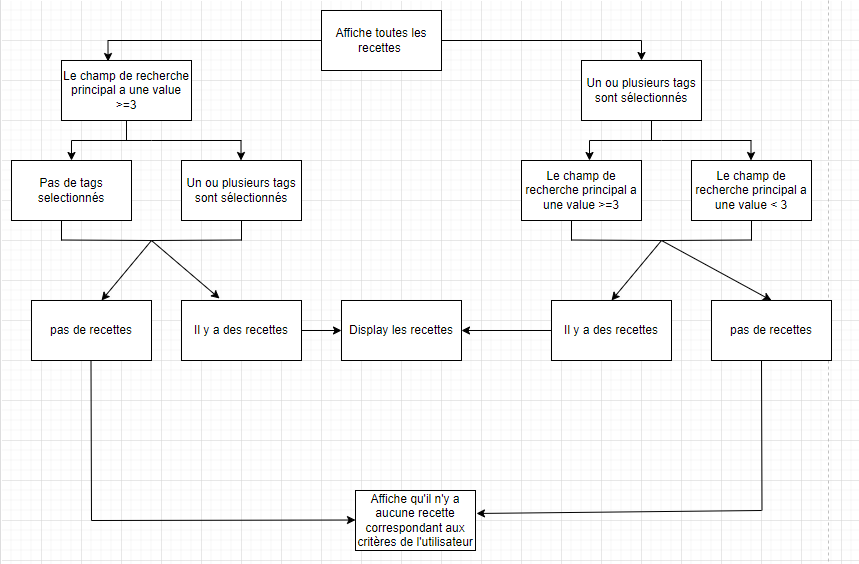 Affiche toutes les
recettes
Le champ de recherche
principal a une value
>=3
Un ou plusieurs tags
sont sélectionnés
Pas de tags
selectionnés
Un ou plusieurs tags
sont sélectionnés
Le champ de
recherche principal a
une value >=3
Le champ de
recherche principal a
une value < 3
pas de recettes
Il y a des recettes
Display les recettes
Il y a des recettes
pas de recettes
Affiche qu'il n'y a
aucune recette
correspondant aux
critères de l'utilisateur